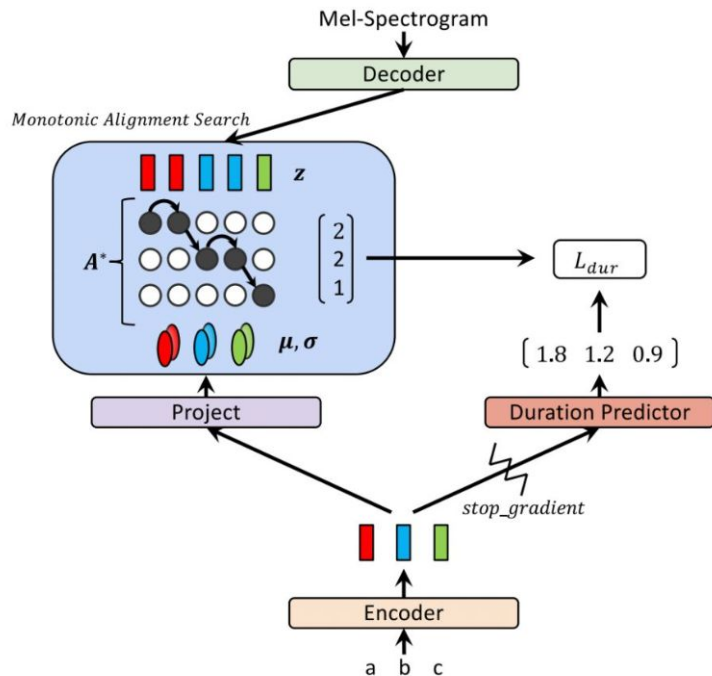 Mel-Spectrogram
Decoder
Monotonic Alignment Search
z
A*
2
2
1
L_dur
μ, σ
1.8 1.2 0.9
Project
Duration Predictor
stop_gradient
Encoder
a b c